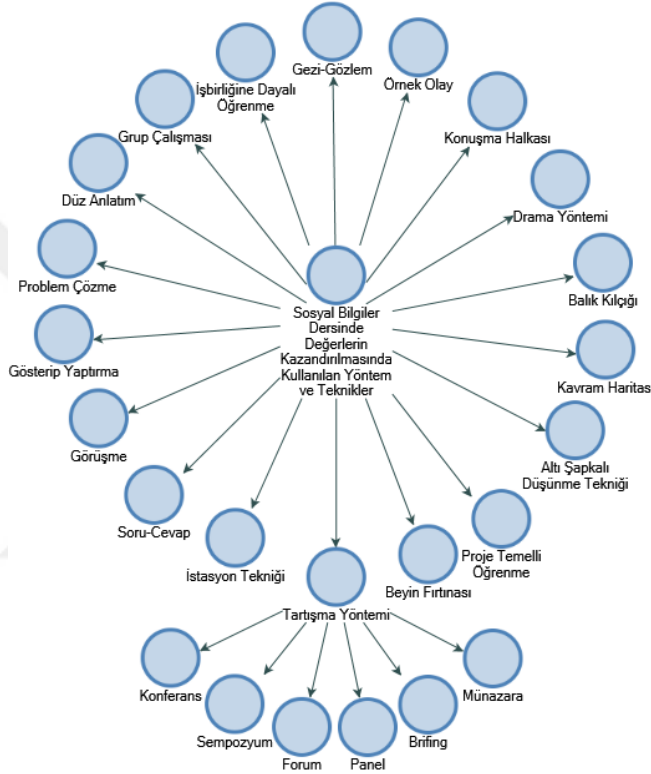 Gezi-Gözlem
Örnek Olay
İşbirliğine Dayalı
Öğrenme
Konuşma Halkası
Grup Çalışması
Düz Anlatım
Drama Yöntemi
Problem Çözme
Balık Kılçığı
Sosyal Bilgiler
Dersinde
Değerlerin
Kazandırılmasında
Kullanılan Yöntem
ve Teknikler
Gösterip Yaptırma
Kavram Haritas
Görüşme
Altı Şapkalı
Düşünme Tekniği
Soru-Cevap
İstasyon Tekniği
Proje Temelli
Öğrenme
Beyin Fırtınası
Tartışma Yöntemi
Konferans
Münazara
Sempozyum
Brifing
Forum
Panel